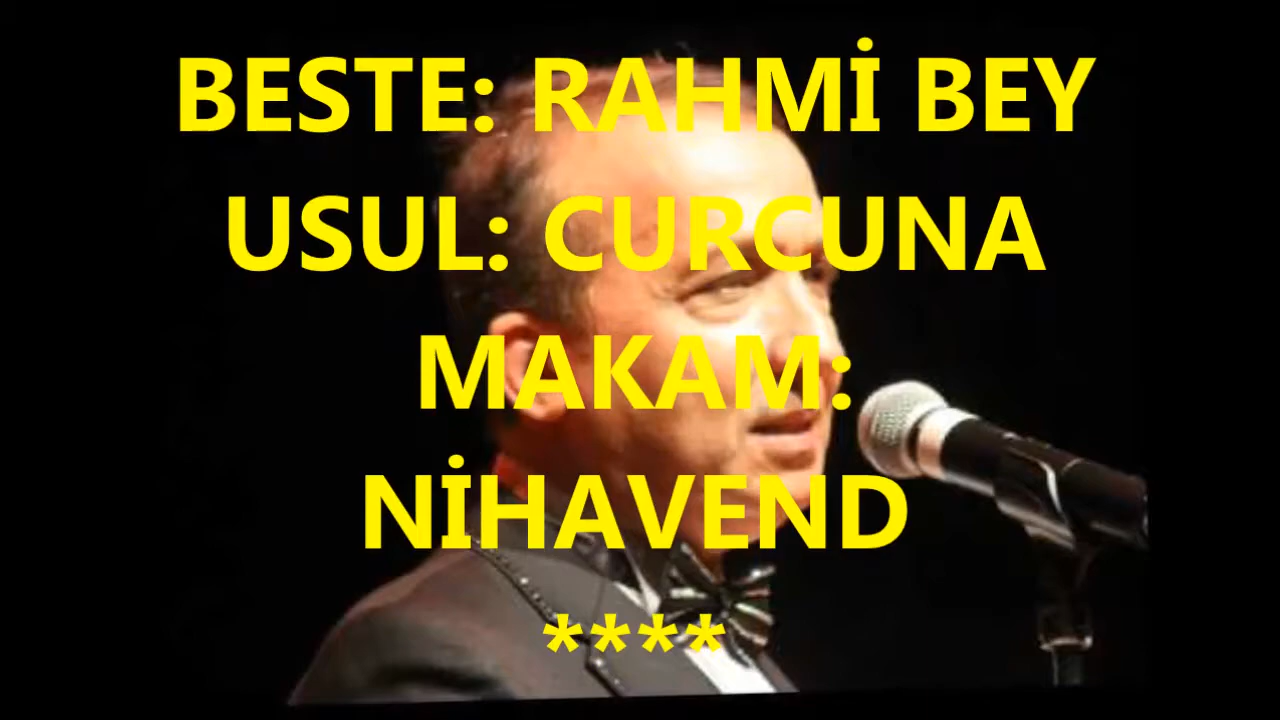 BESTE: RAHMİ BEY
USUL: CURCUNA
MAKAM:
NİHAVEND
****